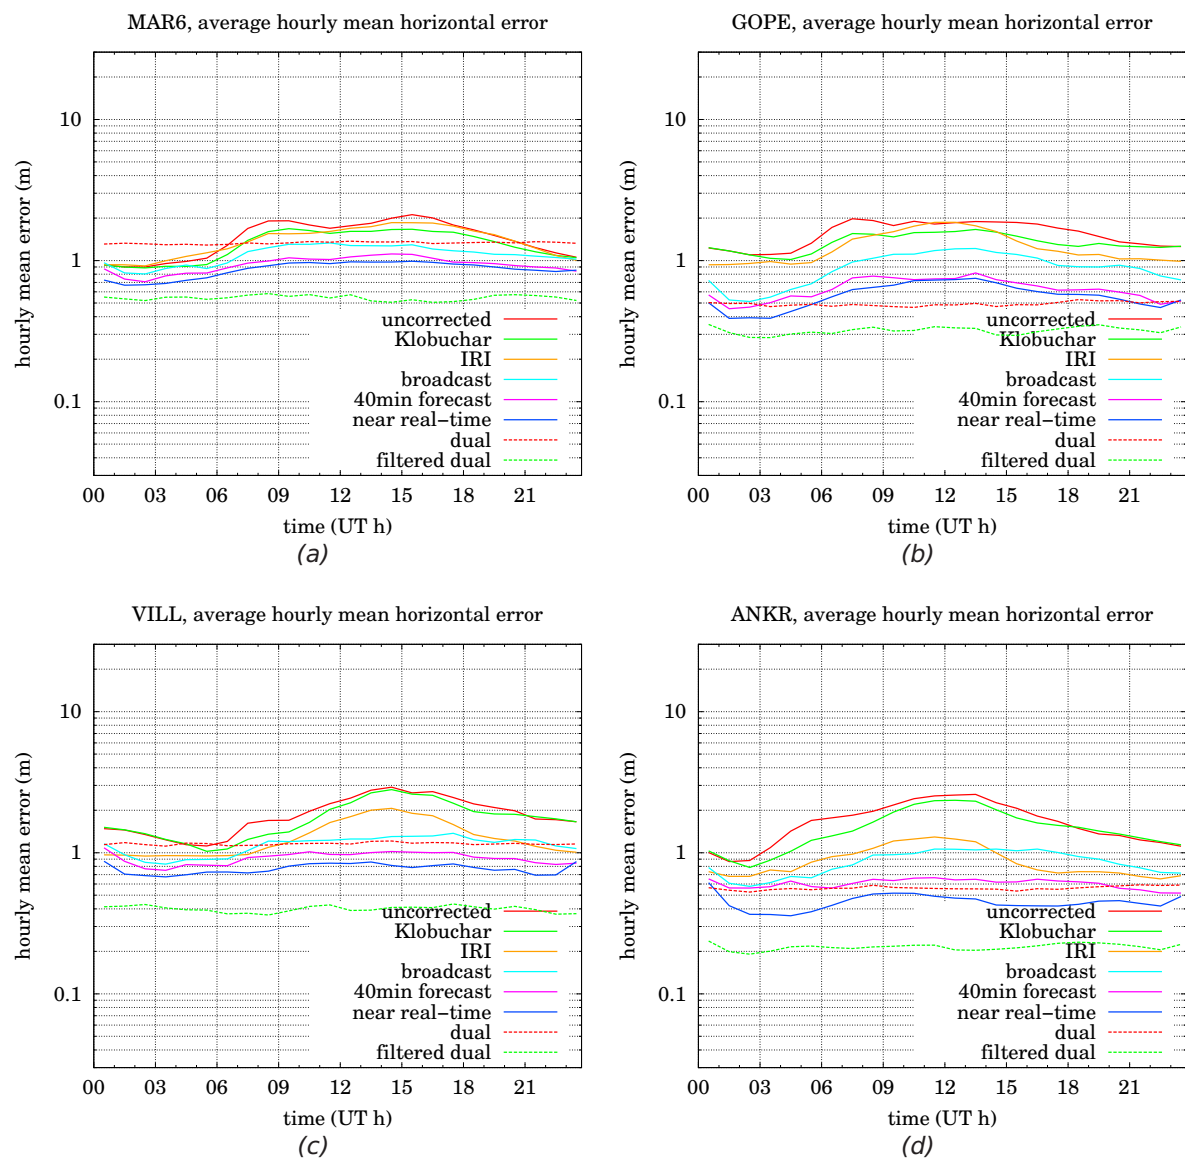 MAR6, average hourly mean horizontal error
hourly mean error (m)
10
1
0.1
uncorrected
Klobuchar
IRI
broadcast
40min forecast
near real-time
dual
filtered dual
00 03 06 09 12 15 18 21
time (UT h)
(a)
GOPE, average hourly mean horizontal error
hourly mean error (m)
10
1
0.1
uncorrected
Klobuchar
IRI
broadcast
40min forecast
near real-time
dual
filtered dual
00 03 06 09 12 15 18 21
time (UT h)
(b)
VILL, average hourly mean horizontal error
hourly mean error (m)
10
1
0.1
uncorrected
Klobuchar
IRI
broadcast
40min forecast
near real-time
dual
filtered dual
00 03 06 09 12 15 18 21
time (UT h)
(c)
ANKR, average hourly mean horizontal error
hourly mean error (m)
10
1
0.1
uncorrected
Klobuchar
IRI
broadcast
40min forecast
near real-time
dual
filtered dual
00 03 06 09 12 15 18 21
time (UT h)
(d)